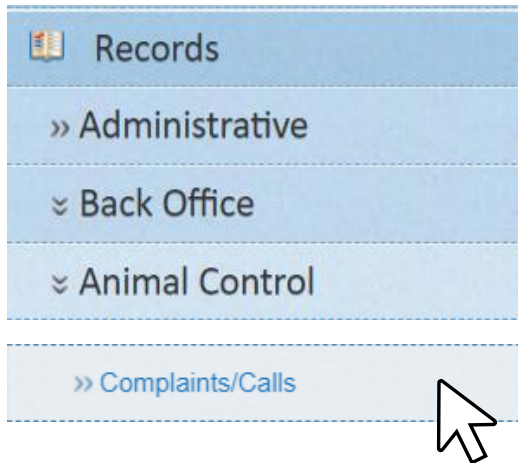 Records
» Administrative
» Back Office
» Animal Control
» Complaints/Calls